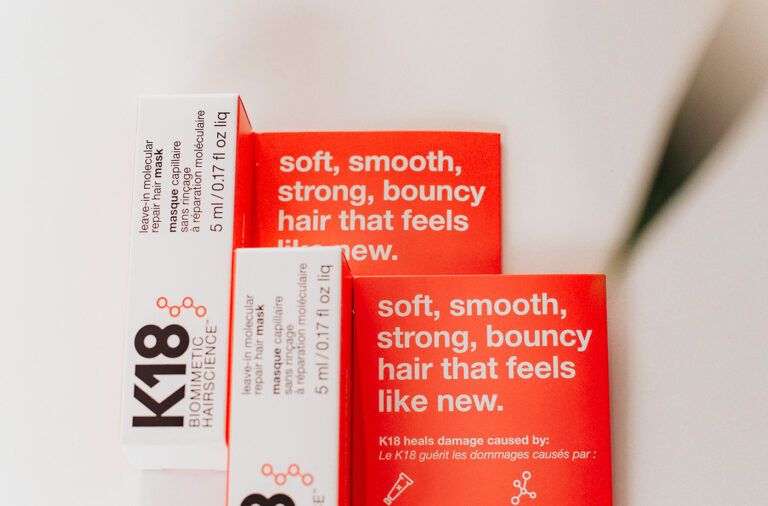 leave-in molecular
repair hair mask
masque capillaire
sans rinçage
à réparation moléculaire
5 ml / 0.17 fl oz liq
K18
BIOMIMETIC
HAIRSCIENCE™
soft, smooth,
strong, bouncy
hair that feels
like new.
leave-in molecular
repair hair mask
masque capillaire
sans rinçage
à réparation moléculaire
5 ml / 0.17 fl oz liq
soft, smooth,
strong, bouncy
hair that feels
like new.
K18 heals damage caused by:
Le K18 guérit les dommages causés par :